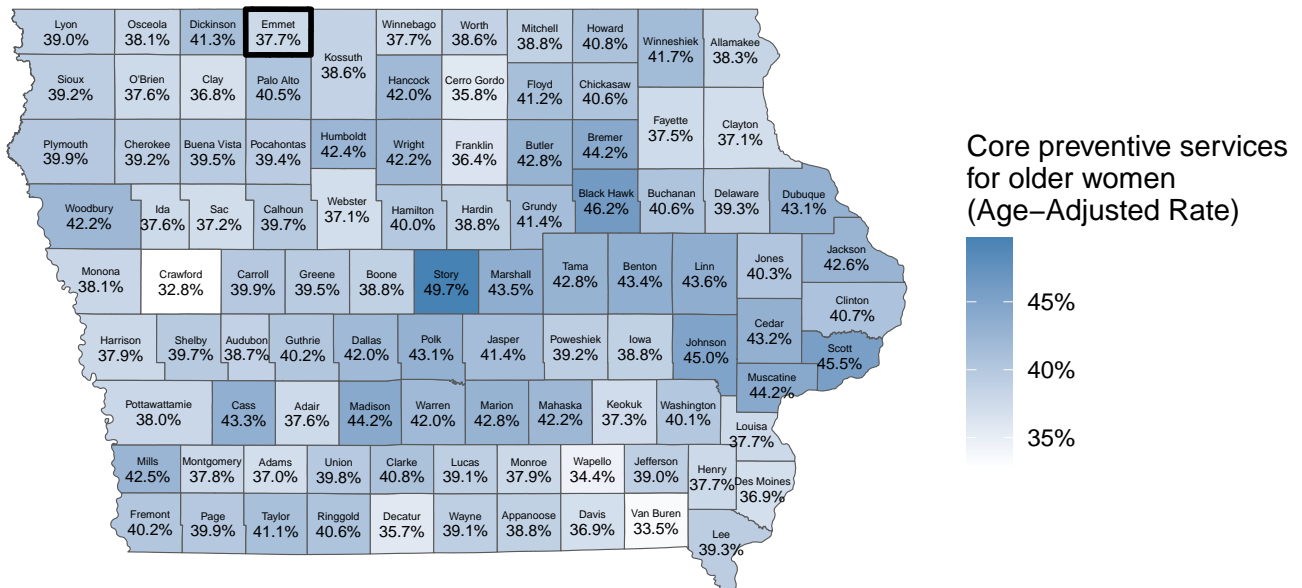 Lyon
39.0%
Osceola
38.1%
Dickinson
41.3%
Emmet
37.7%
Kossuth
38.6%
Winnebago
37.7%
Worth
38.6%
Mitchell
38.8%
Howard
40.8%
Winneshiek
41.7%
Allamakee
38.3%
Sioux
39.2%
O'Brien
37.6%
Clay
36.8%
Palo Alto
40.5%
Hancock
42.0%
Cerro Gordo
35.8%
Floyd
41.2%
Chickasaw
40.6%
Fayette
37.5%
Clayton
37.1%
Plymouth
39.9%
Cherokee
39.2%
Buena Vista
39.5%
Pocahontas
39.4%
Humboldt
42.4%
Wright
42.2%
Franklin
36.4%
Butler
42.8%
Bremer
44.2%
Woodbury
42.2%
Ida
37.6%
Sac
37.2%
Calhoun
39.7%
Webster
37.1%
Hamilton
40.0%
Hardin
38.8%
Grundy
41.4%
Black Hawk
46.2%
Buchanan
40.6%
Delaware
39.3%
Dubuque
43.1%
Monona
38.1%
Crawford
32.8%
Carroll
39.9%
Greene
39.5%
Boone
38.8%
Story
49.7%
Marshall
43.5%
Tama
42.8%
Benton
43.4%
Linn
43.6%
Jones
40.3%
Jackson
42.6%
Clinton
40.7%
Harrison
37.9%
Shelby
39.7%
Audubon
38.7%
Guthrie
40.2%
Dallas
42.0%
Polk
43.1%
Jasper
41.4%
Poweshiek
39.2%
Iowa
38.8%
Johnson
45.0%
Cedar
43.2%
Scott
45.5%
Muscatine
44.2%
Pottawattamie
38.0%
Cass
43.3%
Adair
37.6%
Madison
44.2%
Warren
42.0%
Marion
42.8%
Mahaska
42.2%
Keokuk
37.3%
Washington
40.1%
Louisa
37.7%
Mills
42.5%
Montgomery
37.8%
Adams
37.0%
Union
39.8%
Clarke
40.8%
Lucas
39.1%
Monroe
37.9%
Wapello
34.4%
Jefferson
39.0%
Henry
37.7%
Des Moines
36.9%
Fremont
40.2%
Page
39.9%
Taylor
41.1%
Ringgold
40.6%
Decatur
35.7%
Wayne
39.1%
Appanoose
38.8%
Davis
36.9%
Van Buren
33.5%
Lee
39.3%
Core preventive services
for older women
(Age−Adjusted Rate)
45%
40%
35%